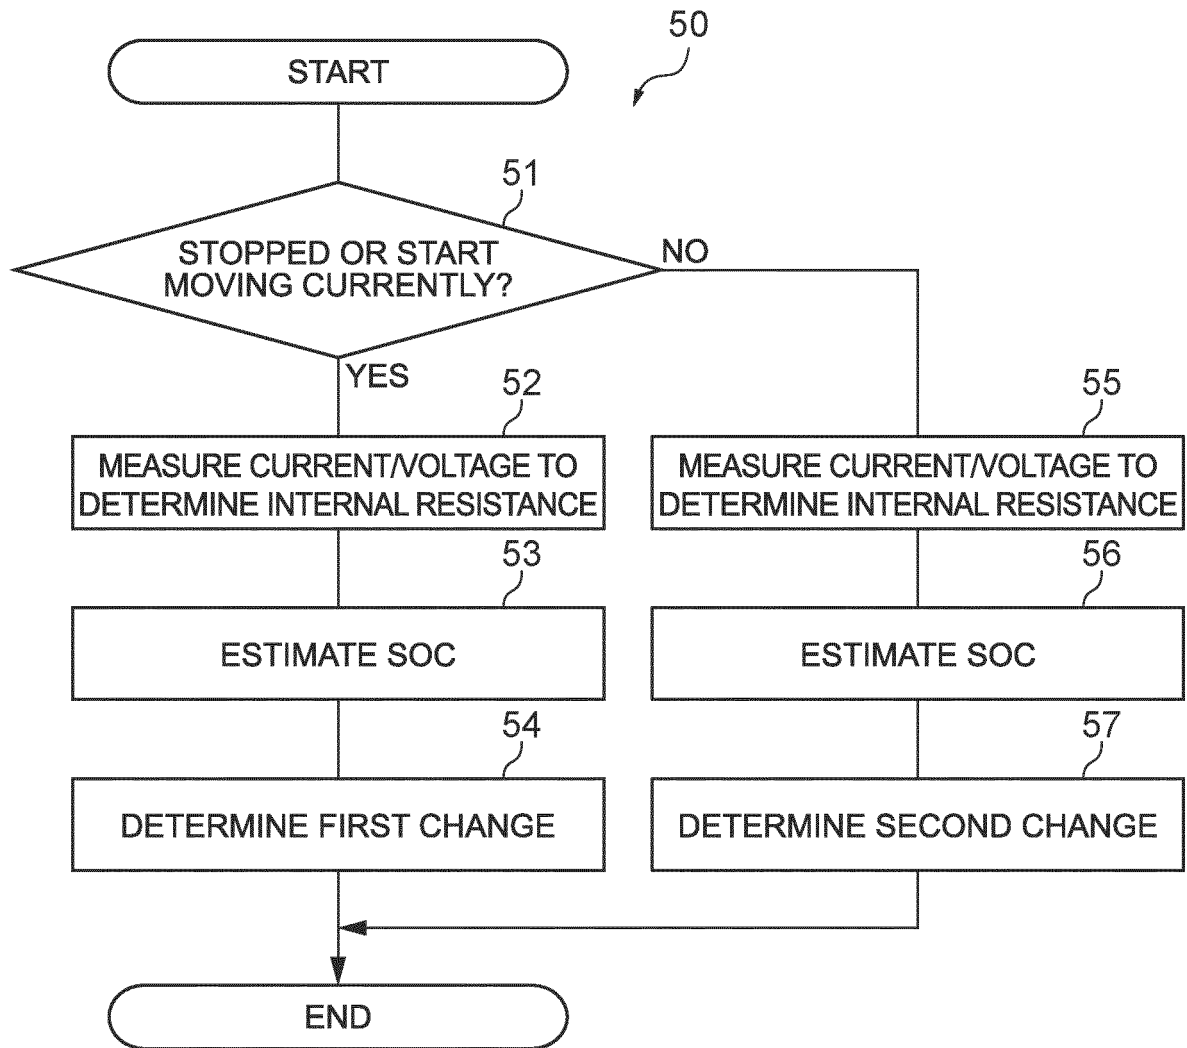 50
START
51
STOPPED OR START
MOVING CURRENTLY?
NO
YES
52
MEASURE CURRENT/VOLTAGE TO
DETERMINE INTERNAL RESISTANCE
53
ESTIMATE SOC
54
DETERMINE FIRST CHANGE
55
MEASURE CURRENT/VOLTAGE TO
DETERMINE INTERNAL RESISTANCE
56
ESTIMATE SOC
57
DETERMINE SECOND CHANGE
END